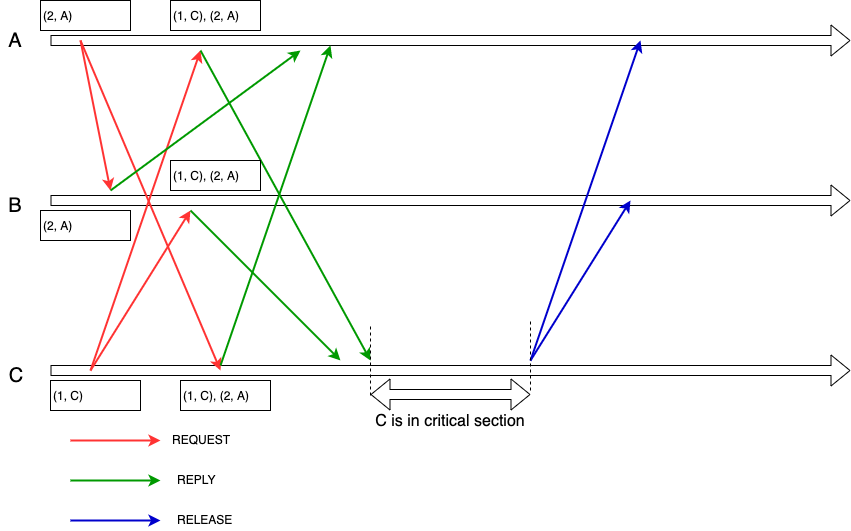 (2, A)
(1, C), (2, A)
A
(1, C), (2, A)
B
(2, A)
C
(1, C)
(1, C), (2, A)
C is in critical section
REQUEST
REPLY
RELEASE